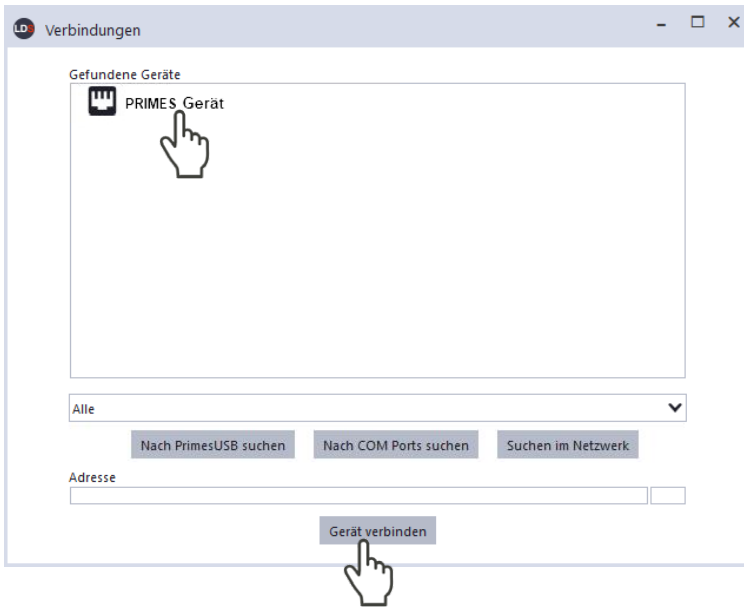 LDS Verbindungen
Gefundene Geräte
PRIMES Gerät
Alle
Nach PrimesUSB suchen Nach COM Ports suchen Suchen im Netzwerk
Adresse
Gerät verbinden